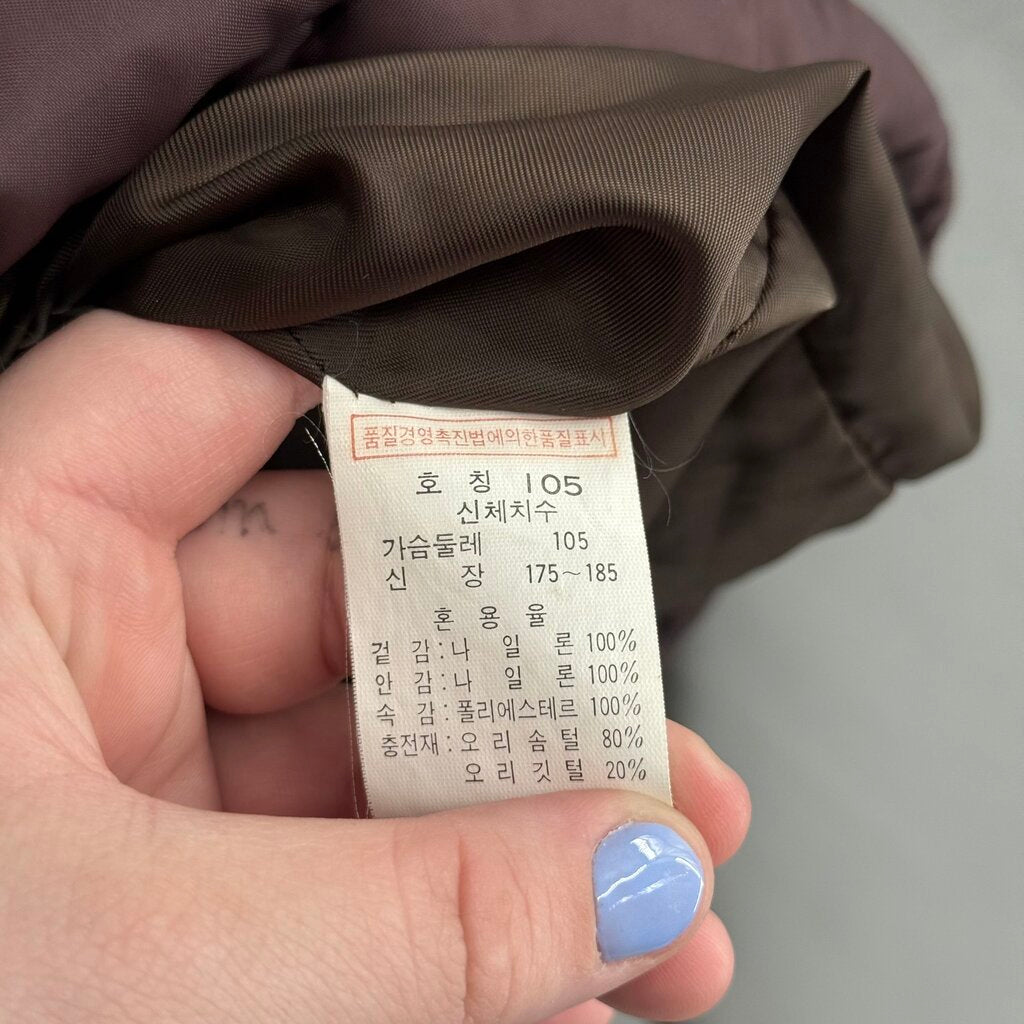 품질경영촉진법에의한품질표시
호 칭 105
신체치수
가슴둘레 105
신 장 175~185
혼 용 율
겉 감:나 일 론 100%
안 감:나 일 론 100%
속 감:폴리에스테르 100%
충전재:오 리 솜 털 80%
오 리 깃 털 20%